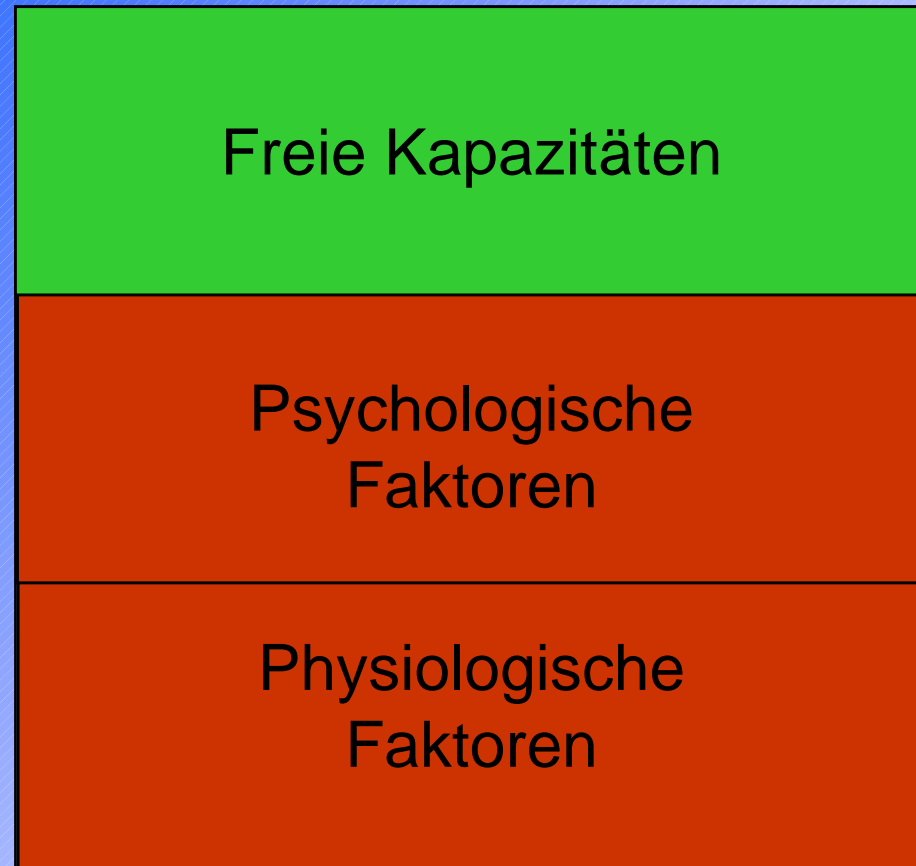 Freie Kapazitäten
Psychologische
Faktoren
Physiologische
Faktoren